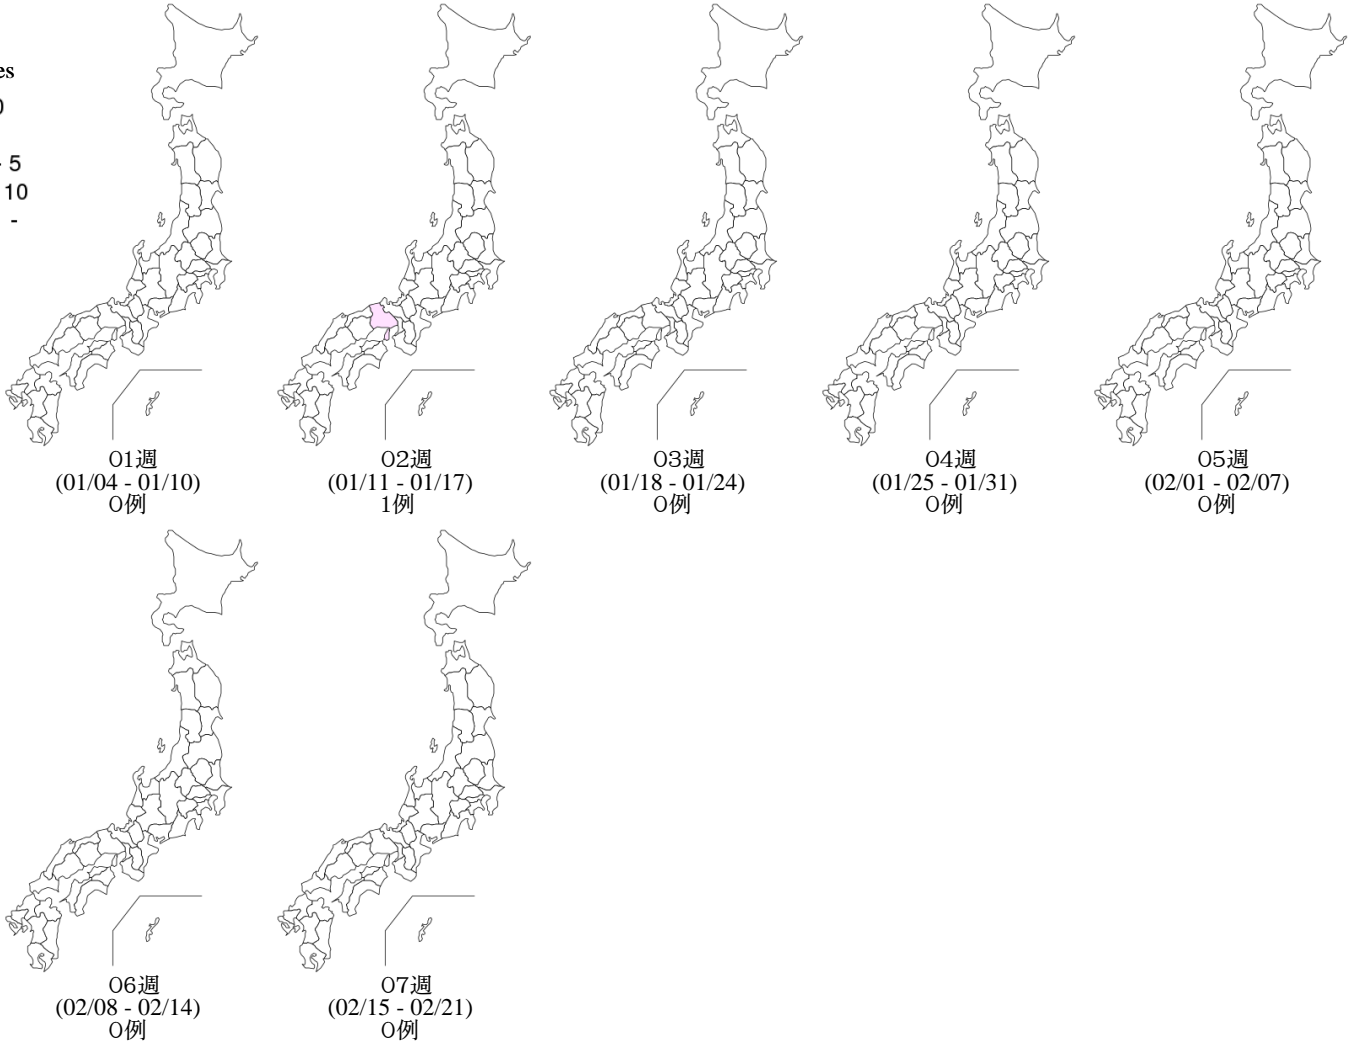 es
0
- 5
10
-
01週
(01/04 - 01/10)
0例
02週
(01/11 - 01/17)
1例
03週
(01/18 - 01/24)
0例
04週
(01/25 - 01/31)
0例
05週
(02/01 - 02/07)
0例
06週
(02/08 - 02/14)
0例
07週
(02/15 - 02/21)
0例